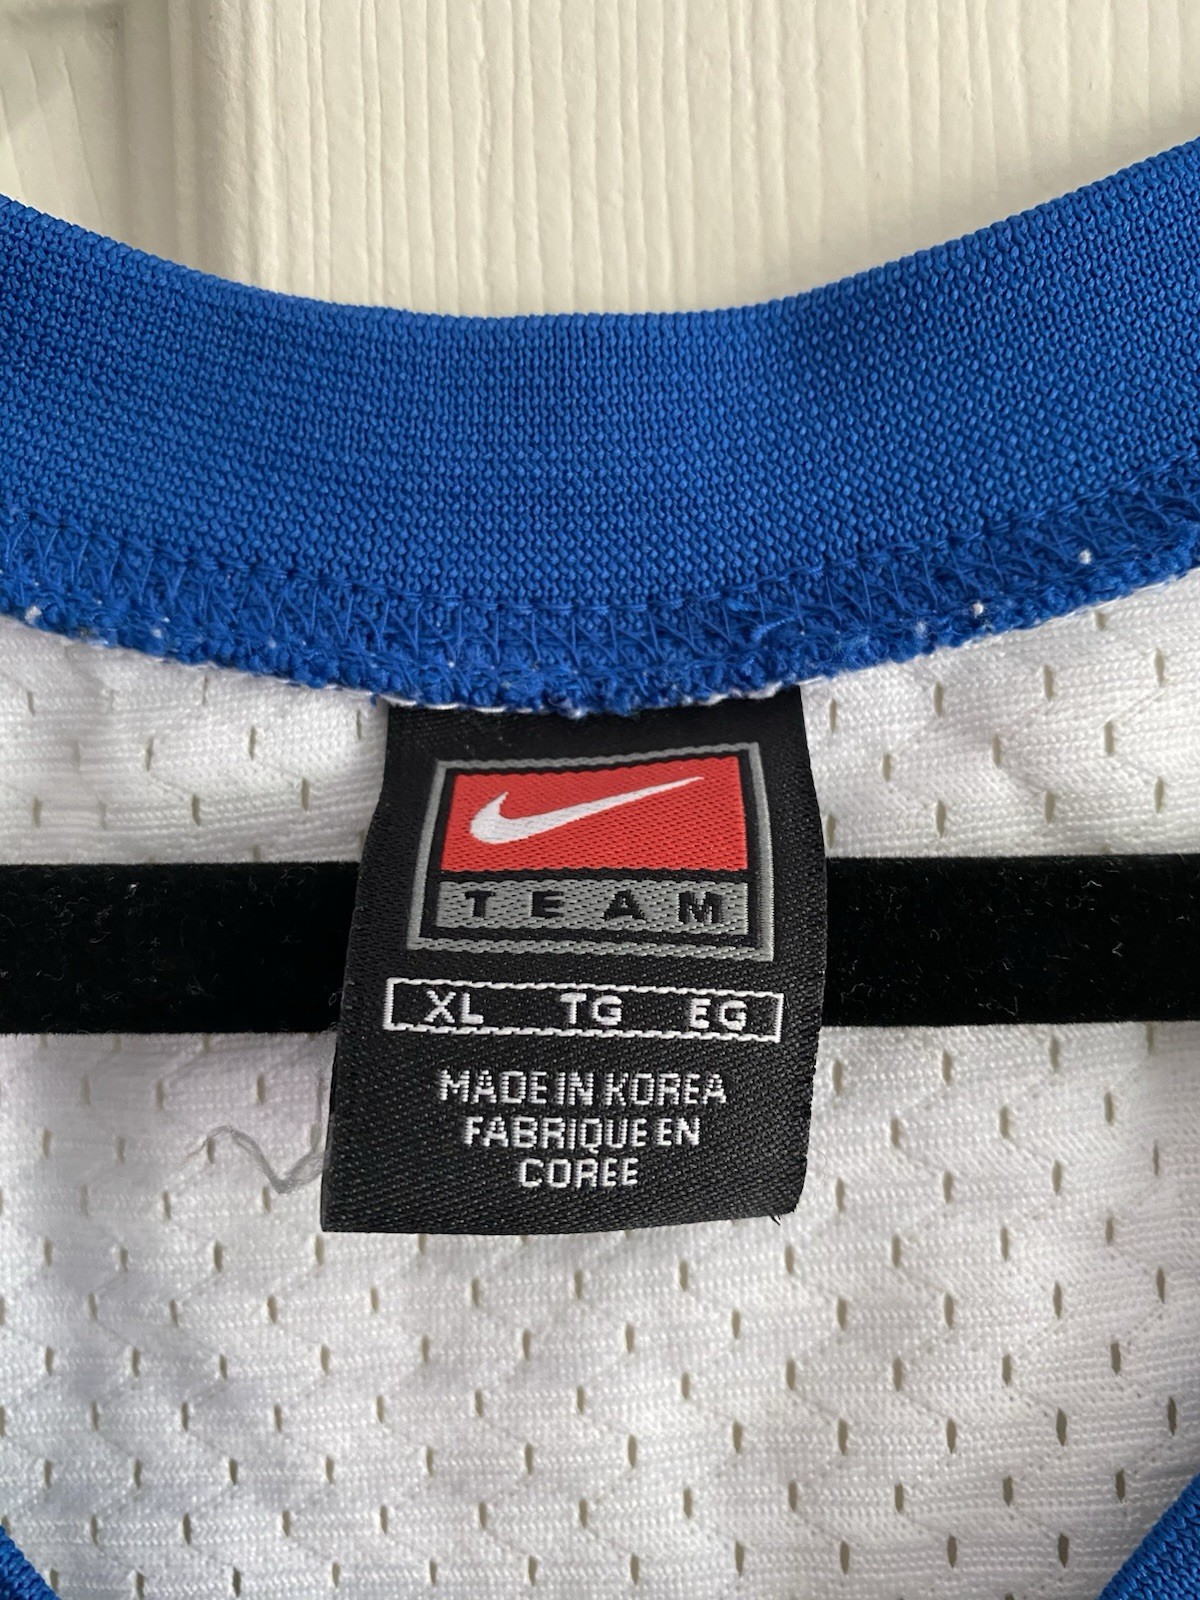 TEAM
XL TG EG
MADE IN KOREA
FABRIQUE EN
COREE